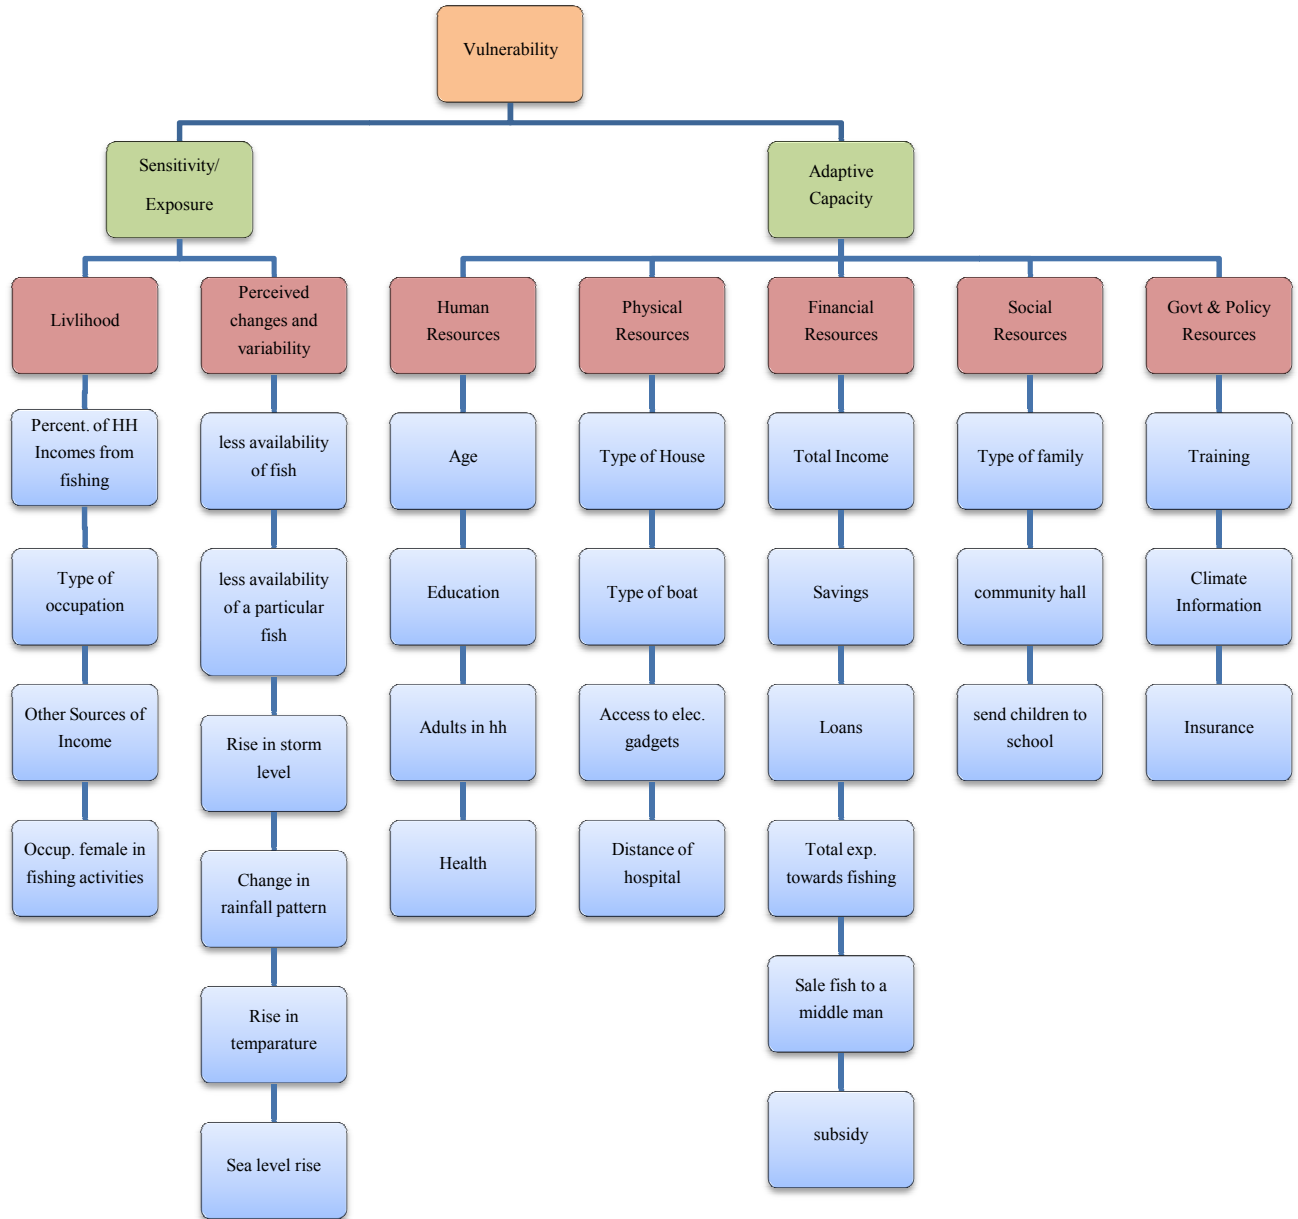 Vulnerability
Sensitivity/
Exposure
Adaptive
Capacity
Livlihood
Perceived
changes and
variability
Human
Resources
Physical
Resources
Financial
Resources
Social
Resources
Govt & Policy
Resources
Percent. of HH
Incomes from
fishing
less availability
of fish
Age
Type of House
Total Income
Type of family
Training
Type of
occupation
less availability
of a particular
fish
Education
Type of boat
Savings
community hall
Climate
Information
Other Sources of
Income
Rise in storm
level
Adults in hh
Access to elec.
gadgets
Loans
send children to
school
Insurance
Occup. female in
fishing activities
Change in
rainfall pattern
Health
Distance of
hospital
Total exp.
towards fishing
Rise in
temparature
Sale fish to a
middle man
Sea level rise
subsidy